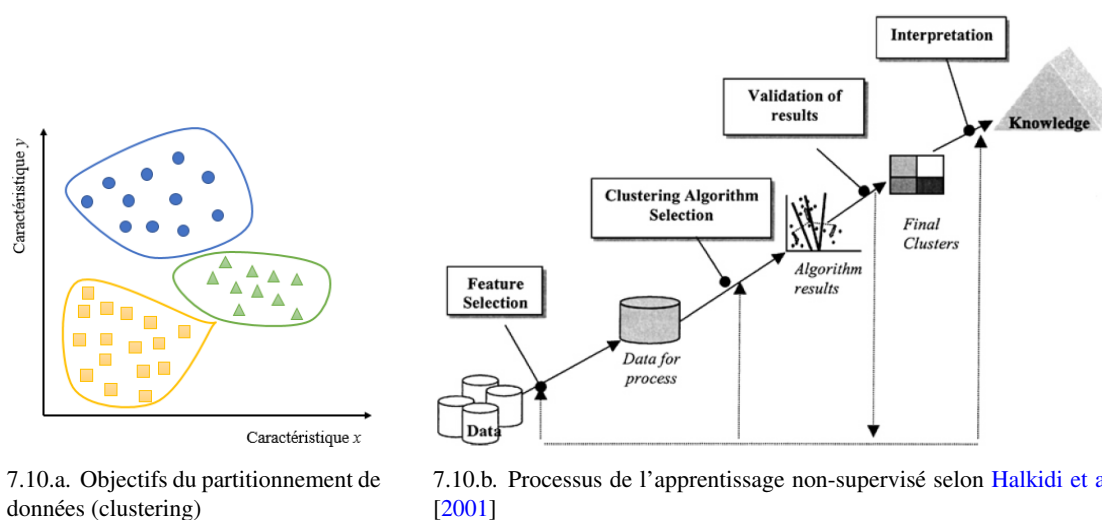 Caractéristique y
Caractéristique x
Interpretation
Validation of
results
Knowledge
Clustering Algorithm
Selection
Final
Clusters
Feature
Selection
Algorithm
results
Data for
process
Data
7.10.a. Objectifs du partitionnement de
données (clustering)
7.10.b. Processus de l'apprentissage non-supervisé selon Halkidi et a
[2001]